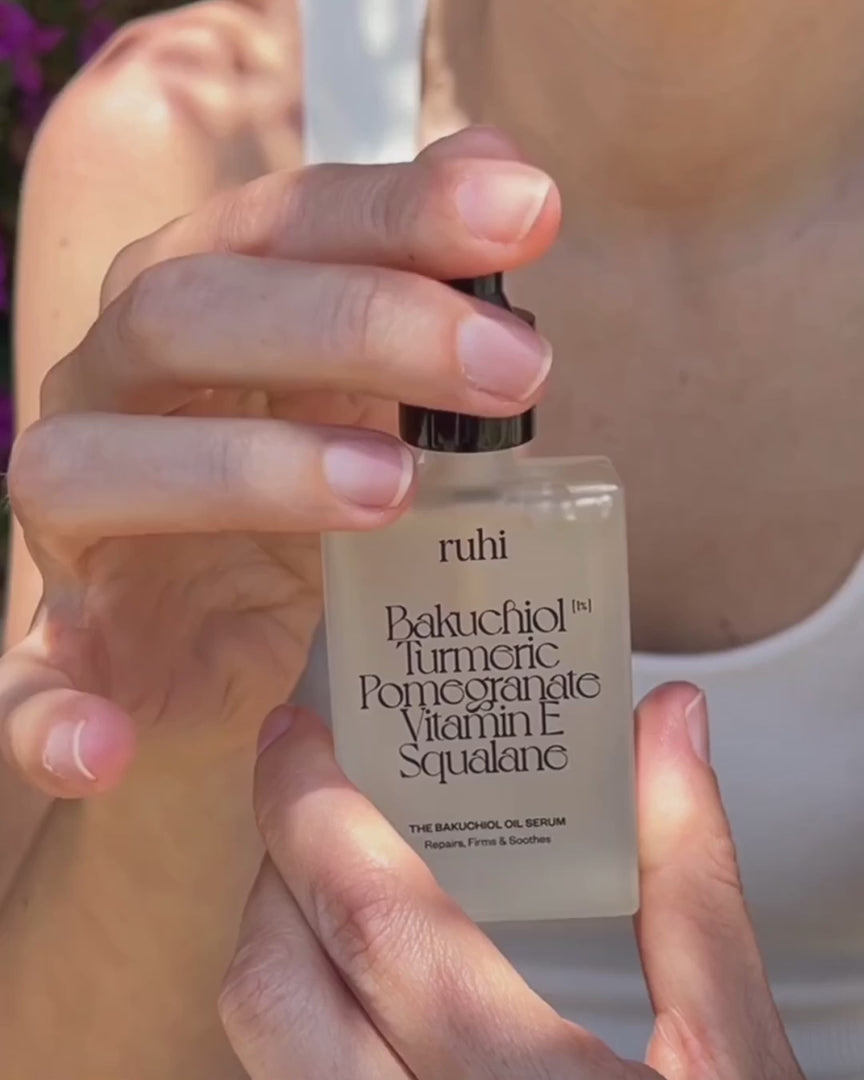 ruhi
Bakuchiol [1%]
Turmeric
Pomegranate
Vitamin E
Squalane
THE BAKUCHIOL OIL SERUM
Repairs, Firms & Soothes